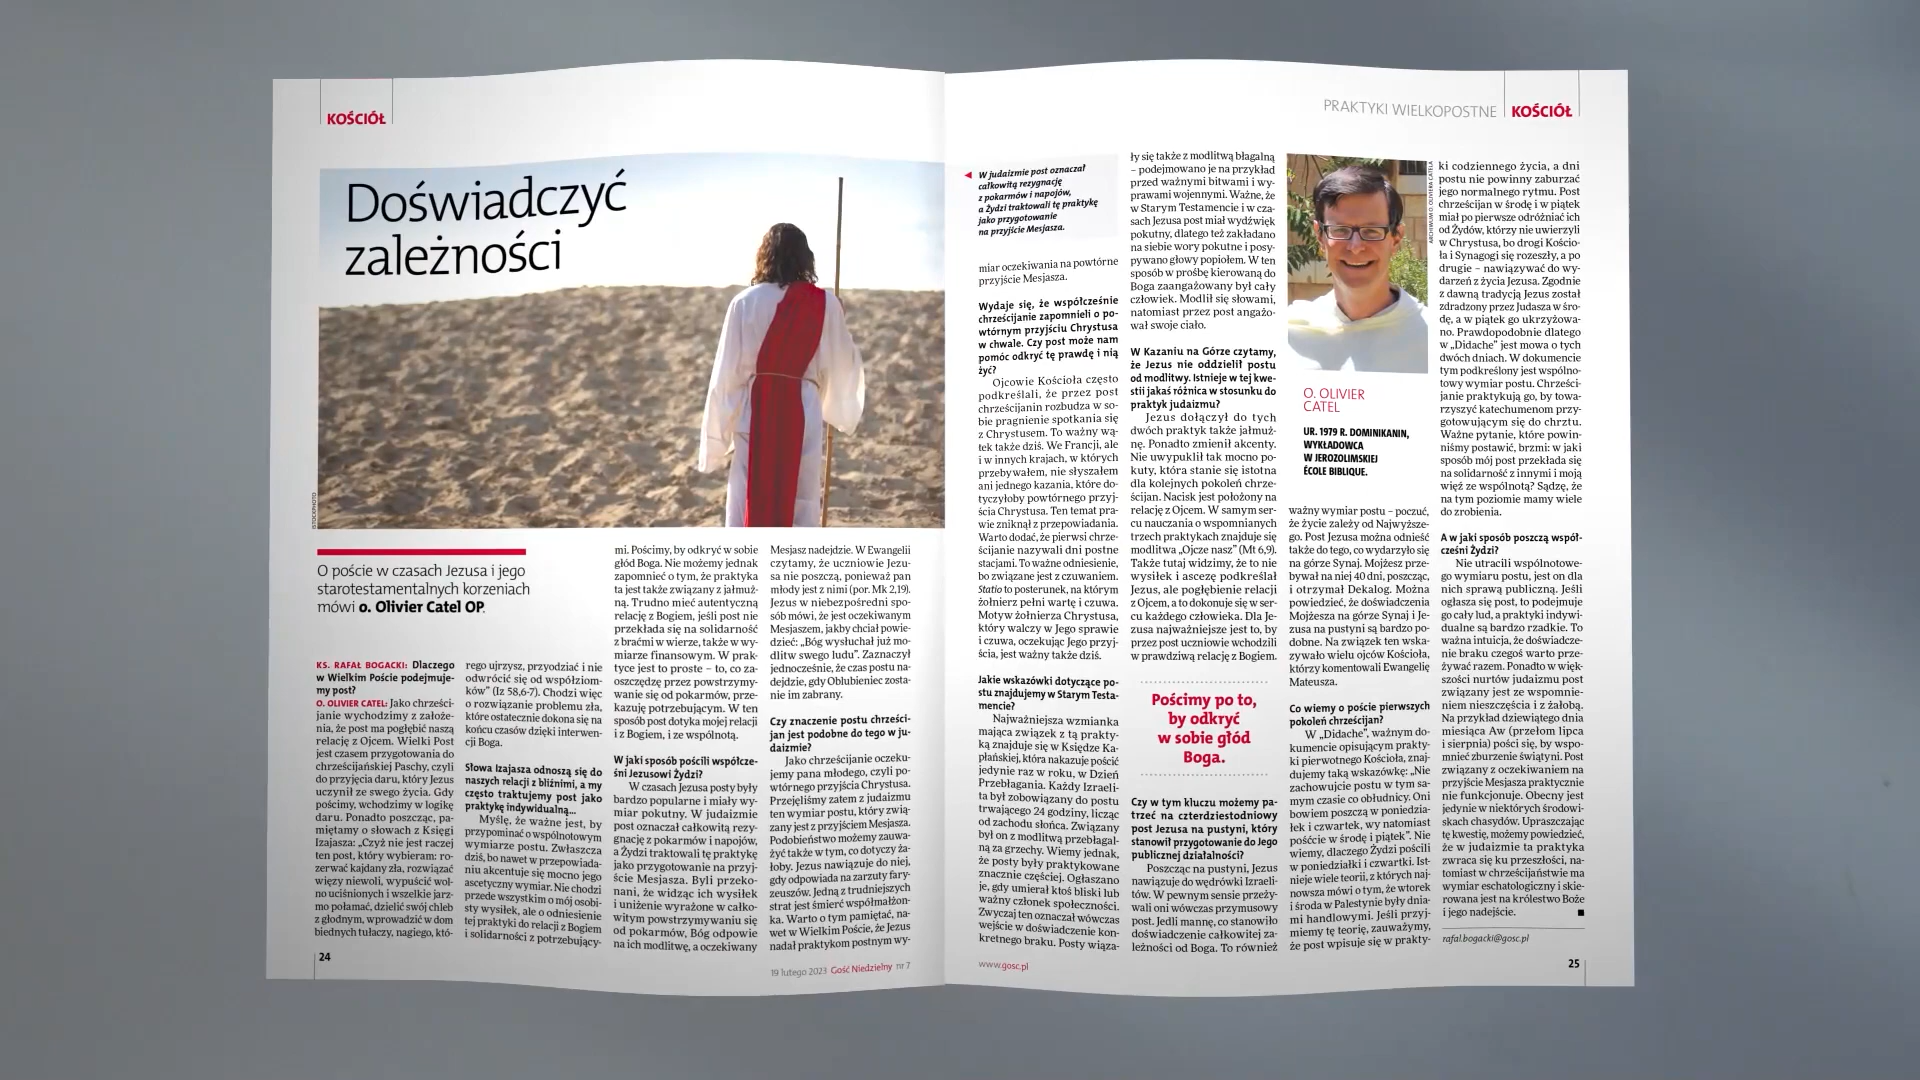 KOŚCIÓŁ
Doświadczyć
zależności
ISTOCKPHOTO
O poście w czasach Jezusa i jego
starotestamentalnych korzeniach
mówi o. Olivier Catel OP.
KS. RAFAŁ BOGACKI: Dlaczego
w Wielkim Poście podejmuje-
my post?
O. OLIVIER CATEL: Jako chrześci-
janie wychodzimy z założe-
nia, że post ma pogłębić naszą
relację z Ojcem. Wielki Post
jest czasem przygotowania do
chrześcijańskiej Paschy, czyli
do przyjęcia daru, który Jezus
uczynił ze swego życia. Gdy
pościmy, wchodzimy w logikę
daru. Ponadto poszcząc, pa-
miętamy o słowach z Księgi
Izajasza: „Czyż nie jest raczej
ten post, który wybieram: ro-
zerwać kajdany zła, rozwiązać
więzy niewoli, wypuścić wol-
no uciśnionych i wszelkie jarz-
mo połamać, dzielić swój chleb
z głodnym, wprowadzić w dom
biednych tułaczy, nagiego, któ-
rego ujrzysz, przyodziać i nie
odwrócić się od współziom-
ków” (Iz 58,6-7). Chodzi więc
o rozwiązanie problemu zła,
które ostatecznie dokona się na
końcu czasów dzięki interwen-
cji Boga.
Słowa Izajasza odnoszą się do
naszych relacji z bliźnimi, a my
często traktujemy post jako
praktykę indywidualną...
Myślę, że ważne jest, by
przypominać o wspólnotowym
wymiarze postu. Zwłaszcza
dziś, bo nawet w przepowiada-
niu akcentuje się mocno jego
ascetyczny wymiar. Nie chodzi
przede wszystkim o mój osobi-
sty wysiłek, ale o odniesienie
tej praktyki do relacji z Bogiem
i solidarności z potrzebujący-
mi. Pościmy, by odkryć w sobie
głód Boga. Nie możemy jednak
zapomnieć o tym, że praktyka
ta jest także związany z jałmuż-
ną. Trudno mieć autentyczną
relację z Bogiem, jeśli post nie
przekłada się na solidarność
z braćmi w wierze, także w wy-
miarze finansowym. W prak-
tyce jest to proste – to, co za-
oszczędzę przez powstrzymy-
wanie się od pokarmów, prze-
kazuję potrzebującym. W ten
sposób post dotyka mojej relacji
i z Bogiem, i ze wspólnotą.
W jaki sposób pościli współcze-
śni Jezusowi Żydzi?
W czasach Jezusa posty były
bardzo popularne i miały wy-
miar pokutny. W judaizmie
post oznaczał całkowitą rezy-
gnację z pokarmów i napojów,
a Żydzi traktowali tę praktykę
jako przygotowanie na przyj-
ście Mesjasza. Byli przeko-
nani, że widząc ich wysiłek
i uniżenie wyrażone w całko-
witym powstrzymywaniu się
od pokarmów, Bóg odpowie
na ich modlitwę, a oczekiwany
Mesjasz nadejdzie. W Ewangelii
czytamy, że uczniowie Jezu-
sa nie poszczą, ponieważ pan
młody jest z nimi (por. Mk 2,19).
Jezus w niebezpośredni spo-
sób mówi, że jest oczekiwanym
Mesjaszem, jakby chciał powie-
dzieć: „Bóg wysłuchał już mo-
dlitw swego ludu”. Zaznaczył
jednocześnie, że czas postu na-
dejdzie, gdy Oblubieniec zosta-
nie im zabrany.
Czy znaczenie postu chrześci-
jan jest podobne do tego w ju-
daizmie?
Jako chrześcijanie oczeku-
jemy pana młodego, czyli po-
wtórnego przyjścia Chrystusa.
Przejęliśmy zatem z judaizmu
ten wymiar postu, który zwią-
zany jest z przyjściem Mesjasza.
Podobieństwo możemy zauwa-
żyć także w tym, co dotyczy ża-
łoby. Jezus nawiązuje do niej,
gdy odpowiada na zarzuty fary-
zeuszów. Jedną z trudniejszych
strat jest śmierć współmałżon-
ka. Warto o tym pamiętać, na-
wet w Wielkim Poście, że Jezus
nadał praktykom postnym wy-
24
19 lutego 2023 Gość Niedzielny nr 7
PRAKTYKI WIELKOPOSTNE KOŚCIÓŁ
W judaizmie post oznaczał
całkowitą rezygnację
z pokarmów i napojów,
a Żydzi traktowali tę praktykę
jako przygotowanie
na przyjście Mesjasza.
miar oczekiwania na powtórne
przyjście Mesjasza.
Wydaje się, że współcześnie
chrześcijanie zapomnieli o po-
wtórnym przyjściu Chrystusa
w chwale. Czy post może nam
pomóc odkryć tę prawdę i nią
żyć?
Ojcowie Kościoła często
podkreślali, że przez post
chrześcijanin rozbudza w so-
bie pragnienie spotkania się
z Chrystusem. To ważny wą-
tek także dziś. We Francji, ale
i w innych krajach, w których
przebywałem, nie słyszałem
ani jednego kazania, które do-
tyczyłoby powtórnego przyj-
ścia Chrystusa. Ten temat pra-
wie zniknął z przepowiadania.
Warto dodać, że pierwsi chrze-
ścijanie nazywali dni postne
stacjami. To ważne odniesienie,
bo związane jest z czuwaniem.
Statio to posterunek, na którym
żołnierz pełni wartę i czuwa.
Motyw żołnierza Chrystusa,
który walczy w Jego sprawie
i czuwa, oczekując Jego przyj-
ścia, jest ważny także dziś.
Jakie wskazówki dotyczące po-
stu znajdujemy w Starym Testa-
mencie?
Najważniejsza wzmianka
mająca związek z tą prakty-
ką znajduje się w Księdze Ka-
płańskiej, która nakazuje pościć
jedynie raz w roku, w Dzień
Przebłagania. Każdy Izraeli-
ta był zobowiązany do postu
trwającego 24 godziny, licząc
od zachodu słońca. Związany
był on z modlitwą przebłagal-
ną za grzechy. Wiemy jednak,
że posty były praktykowane
znacznie częściej. Ogłaszano
je, gdy umierał ktoś bliski lub
ważny członek społeczności.
Zwyczaj ten oznaczał wówczas
wejście w doświadczenie kon-
kretnego braku. Posty wiąza-
ły się także z modlitwą błagalną
– podejmowano je na przykład
przed ważnymi bitwami i wy-
prawami wojennymi. Ważne, że
w Starym Testamencie i w cza-
sach Jezusa post miał wydźwięk
pokutny, dlatego też zakładano
na siebie wory pokutne i posy-
pywano głowy popiołem. W ten
sposób w prośbę kierowaną do
Boga zaangażowany był cały
człowiek. Modlił się słowami,
natomiast przez post angażo-
wał swoje ciało.
W Kazaniu na Górze czytamy,
że Jezus nie oddzielił postu
od modlitwy. Istnieje w tej kwe-
stii jakaś różnica w stosunku do
praktyk judaizmu?
Jezus dołączył do tych
dwóch praktyk także jałmuż-
nę. Ponadto zmienił akcenty.
Nie uwypuklił tak mocno po-
kuty, która stanie się istotna
dla kolejnych pokoleń chrze-
ścijan. Nacisk jest położony na
relację z Ojcem. W samym ser-
cu nauczania o wspomnianych
trzech praktykach znajduje się
modlitwa „Ojcze nasz” (Mt 6,9).
Także tutaj widzimy, że to nie
wysiłek i ascezę podkreślał
Jezus, ale pogłębienie relacji
z Ojcem, a to dokonuje się w ser-
cu każdego człowieka. Dla Je-
zusa najważniejsze jest to, by
przez post uczniowie wchodzili
w prawdziwą relację z Bogiem.
Pościmy po to,
by odkryć
w sobie głód
Boga.
Czy w tym kluczu możemy pa-
trzeć na czterdziestodniowy
post Jezusa na pustyni, który
stanowił przygotowanie do Jego
publicznej działalności?
Poszcząc na pustyni, Jezus
nawiązuje do wędrówki Izraeli-
tów. W pewnym sensie przeży-
wali oni wówczas przymusowy
post. Jedli mannę, co stanowiło
doświadczenie całkowitej za-
leżności od Boga. To również
ARCHIWUM O. OLIVIERA CATELA
O. OLIVIER
CATEL
UR. 1979 R. DOMINIKANIN,
WYKŁADOWCA
W JEROZOLIMSKIEJ
ÉCOLE BIBLIQUE.
ważny wymiar postu – poczuć,
że życie zależy od Najwyższe-
go. Post Jezusa można odnieść
także do tego, co wydarzyło się
na górze Synaj. Mojżesz prze-
bywał na niej 40 dni, poszcząc,
i otrzymał Dekalog. Można
powiedzieć, że doświadczenia
Mojżesza na górze Synaj i Je-
zusa na pustyni są bardzo po-
dobne. Na związek ten wska-
zywało wielu ojców Kościoła,
którzy komentowali Ewangelię
Mateusza.
Co wiemy o poście pierwszych
pokoleń chrześcijan?
W „Didache”, ważnym do-
kumencie opisującym prakty-
ki pierwotnego Kościoła, znaj-
dujemy taką wskazówkę: „Nie
zachowujcie postu w tym sa-
mym czasie co obłudnicy. Oni
bowiem poszczą w poniedzia-
łek i czwartek, wy natomiast
pośćcie w środę i piątek”. Nie
wiemy, dlaczego Żydzi pościli
w poniedziałki i czwartki. Ist-
nieje wiele teorii, z których naj-
nowsza mówi o tym, że wtorek
i środa w Palestynie były dnia-
mi handlowymi. Jeśli przyj-
miemy tę teorię, zauważymy,
że post wpisuje się w prakty-
ki codziennego życia, a dni
postu nie powinny zaburzać
jego normalnego rytmu. Post
chrześcijan w środę i w piątek
miał po pierwsze odróżniać ich
od Żydów, którzy nie uwierzyli
w Chrystusa, bo drogi Kościo-
ła i Synagogi się rozeszły, a po
drugie – nawiązywać do wy-
darzeń z życia Jezusa. Zgodnie
z dawną tradycją Jezus został
zdradzony przez Judasza w śro-
dę, a w piątek go ukrzyżowa-
no. Prawdopodobnie dlatego
w „Didache” jest mowa o tych
dwóch dniach. W dokumencie
tym podkreślony jest wspólno-
towy wymiar postu. Chrześci-
janie praktykują go, by towa-
rzyszyć katechumenom przy-
gotowującym się do chrztu.
Ważne pytanie, które powin-
niśmy postawić, brzmi: w jaki
sposób mój post przekłada się
na solidarność z innymi i moją
więź ze wspólnotą? Sądzę, że
na tym poziomie mamy wiele
do zrobienia.
A w jaki sposób poszczą współ-
cześni Żydzi?
Nie utracili wspólnotowe-
go wymiaru postu, jest on dla
nich sprawą publiczną. Jeśli
ogłasza się post, to podejmuje
go cały lud, a praktyki indywi-
dualne są bardzo rzadkie. To
ważna intuicja, że doświadcze-
nie braku czegoś warto prze-
żywać razem. Ponadto w więk-
szości nurtów judaizmu post
związany jest ze wspomnie-
niem nieszczęścia i z żałobą.
Na przykład dziewiątego dnia
miesiąca Aw (przełom lipca
i sierpnia) pości się, by wspo-
mnieć zburzenie świątyni. Post
związany z oczekiwaniem na
przyjście Mesjasza praktycznie
nie funkcjonuje. Obecny jest
jedynie w niektórych środowi-
skach chasydów. Upraszczając
tę kwestię, możemy powiedzieć,
że w judaizmie ta praktyka
zwraca się ku przeszłości, na-
tomiast w chrześcijaństwie ma
wymiar eschatologiczny i skie-
rowana jest na królestwo Boże
i jego nadejście.
rafal.bogacki@gosc.pl
www.gosc.pl
25